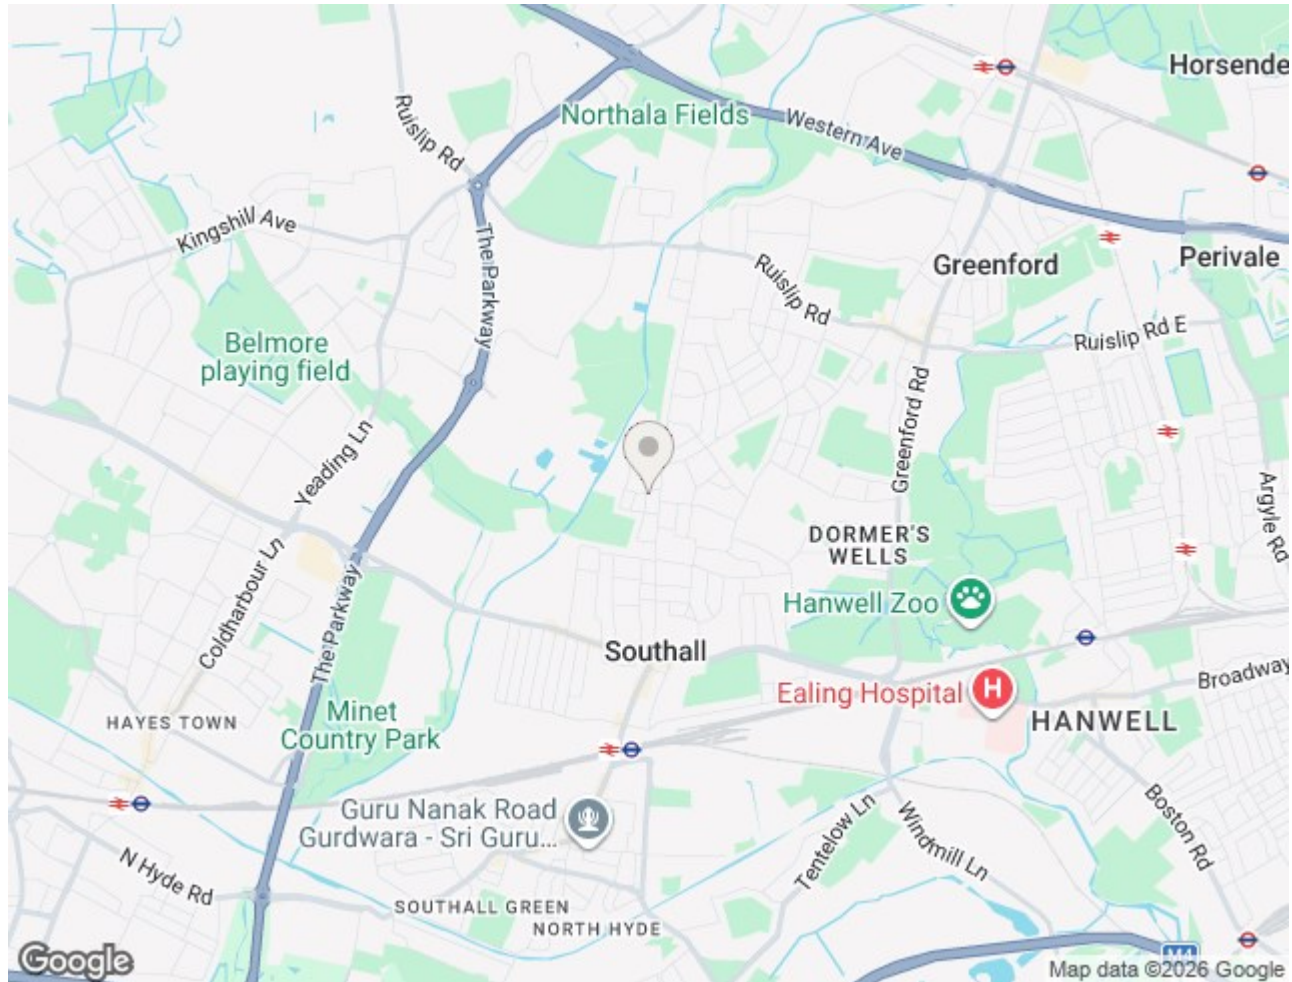 Horsende
Northala Fields
Western Ave
Ruislip Rd
Kingshill Ave
The Parkway
Ruislip Rd
Greenford
Perivale
Ruislip Rd E
Belmore
playing field
Greenford Rd
Yeading Ln
Argyle Rd
DORMER'S
WELLS
Coldharbour Ln
The Parkway
Hanwell Zoo
Southall
Ealing Hospital
H
Broadway
HAYES TOWN
Minet
Country Park
HANWELL
Guru Nanak Road
Gurdwara - Sri Guru...
Tentelow Ln
Windmill Ln
Boston Rd
N Hyde Rd
SOUTHALL GREEN
NORTH HYDE
M4
Google
Map data ©2026 Google